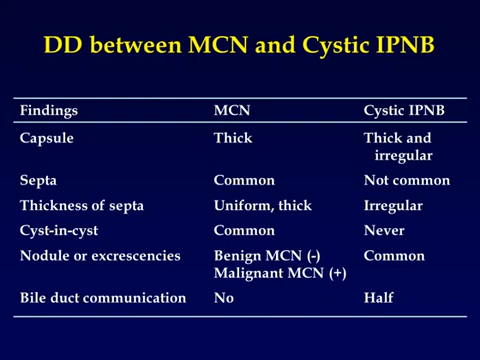 DD between MCN and Cystic IPNB
Findings MCN Cystic IPNB
Capsule Thick Thick and
irregular
Septa Common Not common
Thickness of septa Uniform, thick Irregular
Cyst-in-cyst Common Never
Nodule or excrescencies Benign MCN (-) Common
Malignant MCN (+)
Bile duct communication No Half